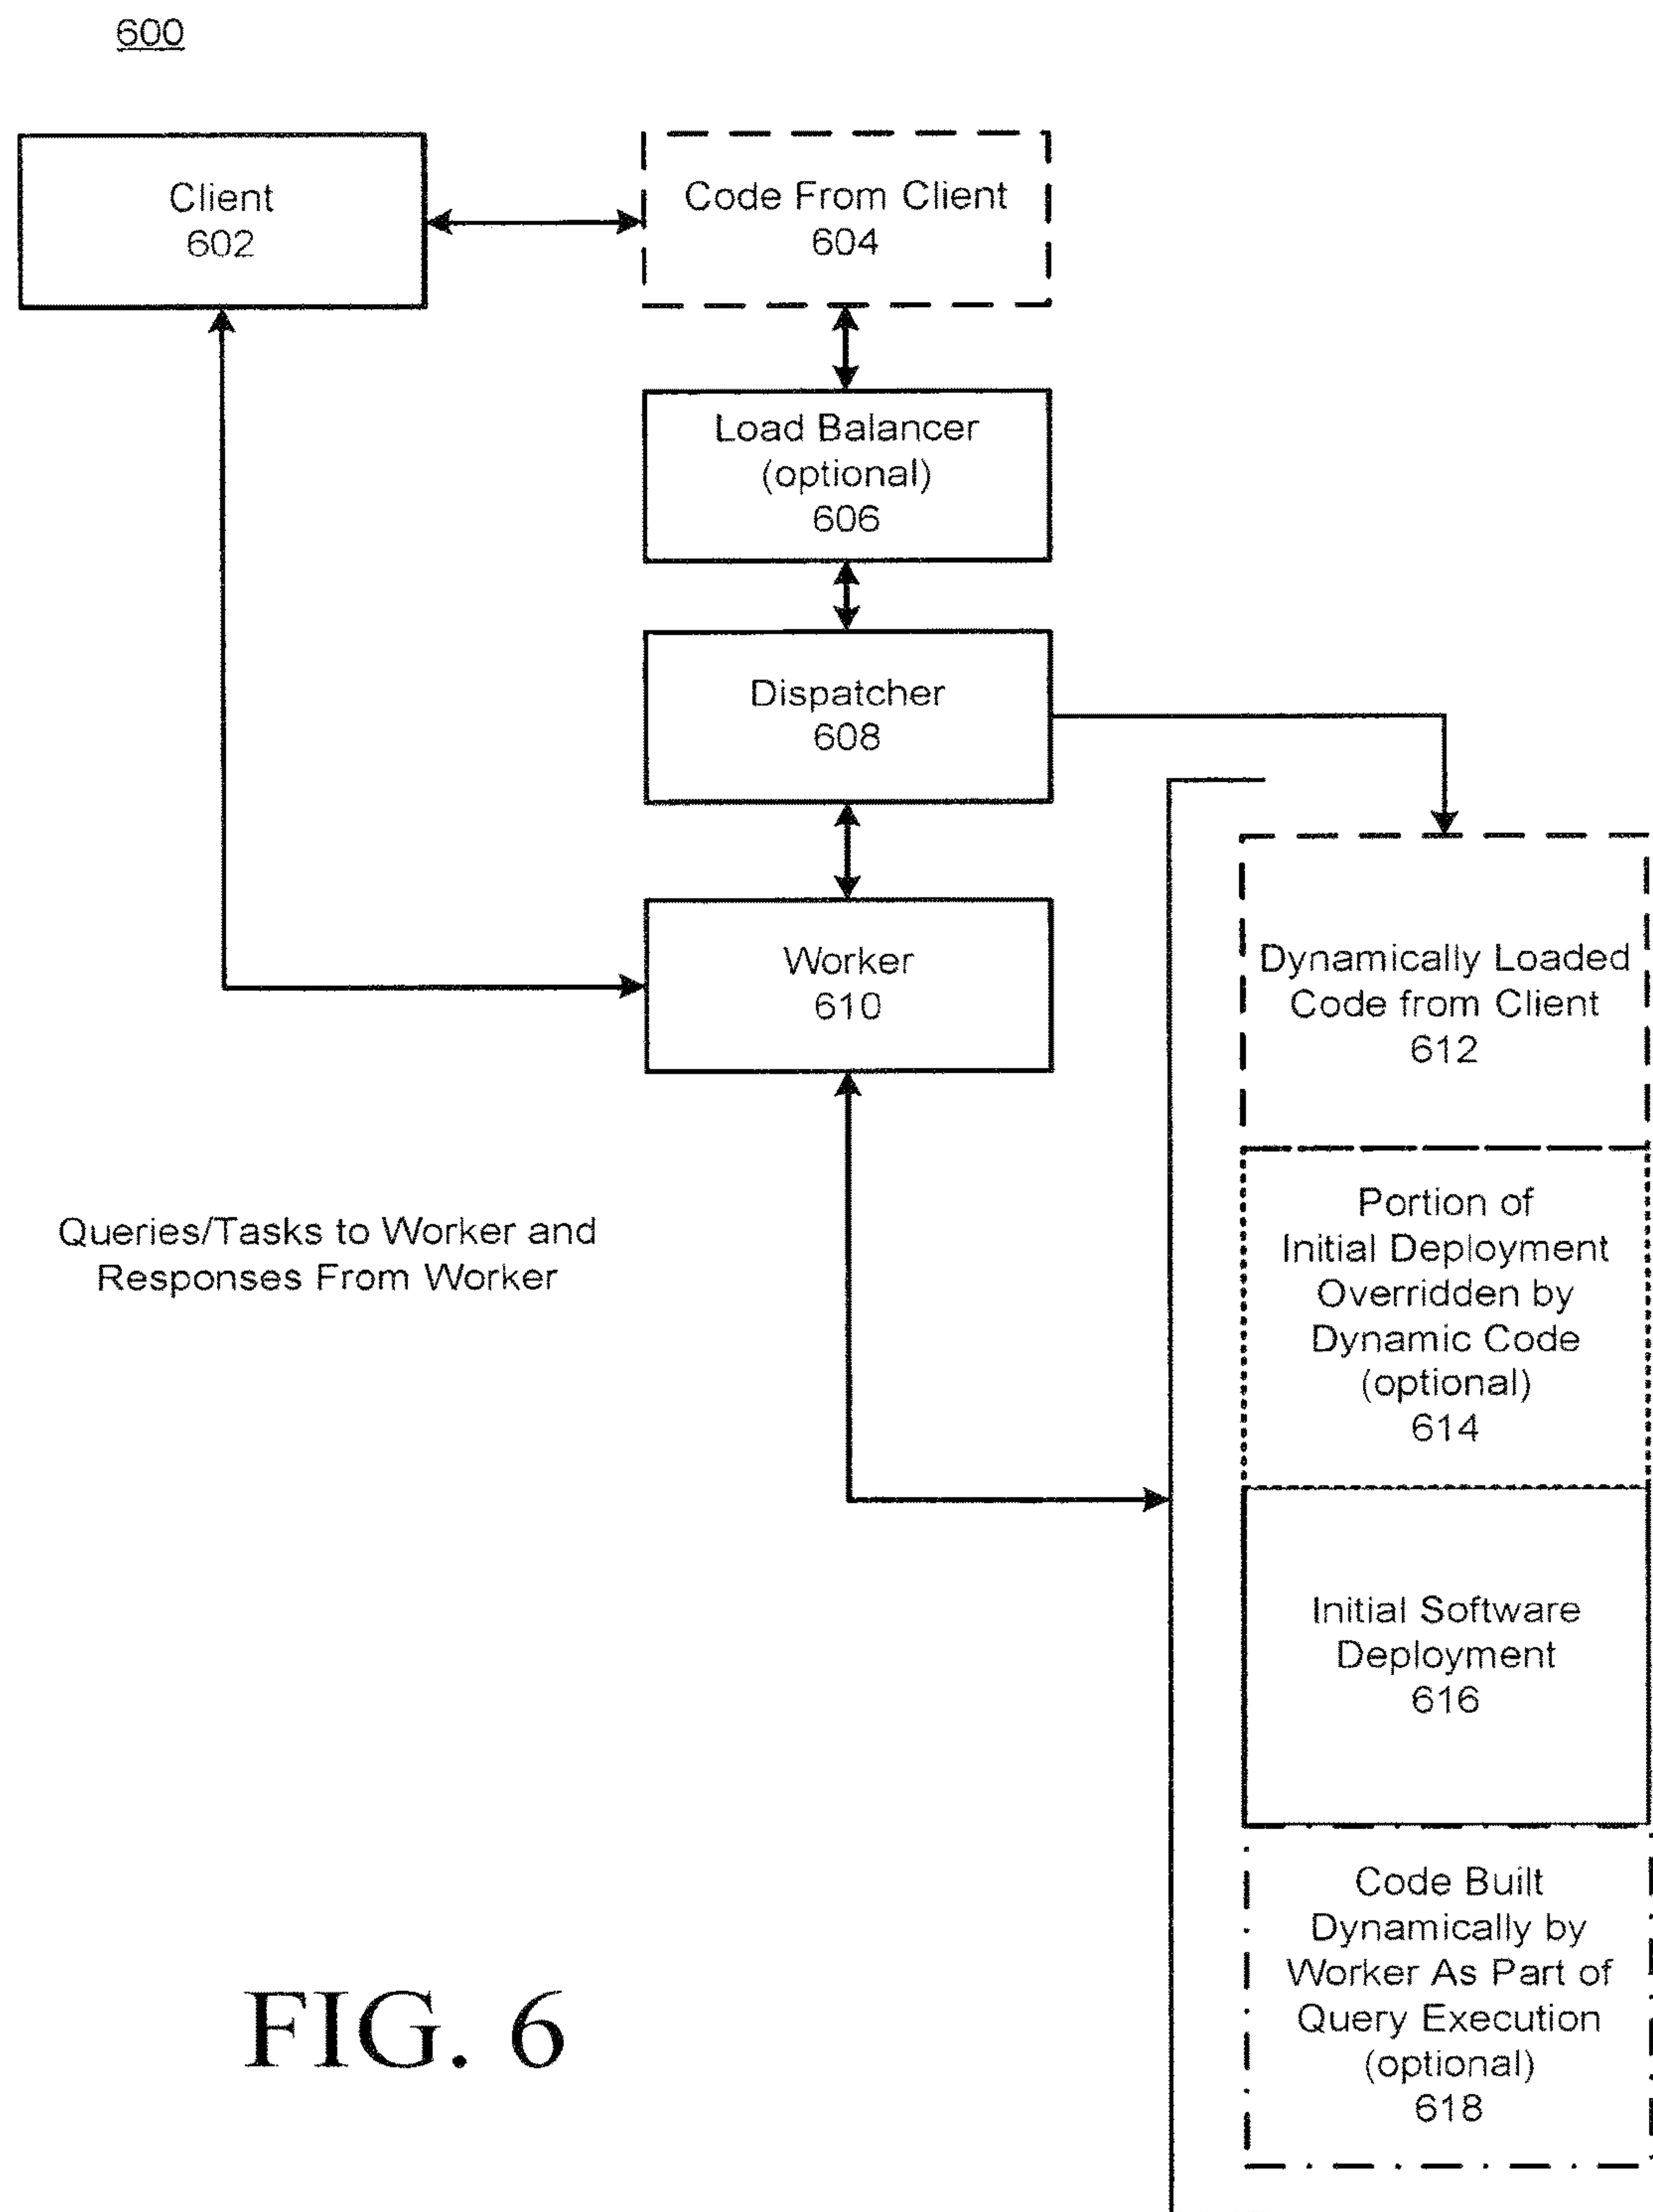 600
Client
602
Code From Client
604
Load Balancer
(optional)
606
Dispatcher
608
Worker
610
Dynamically Loaded
Code from Client
612
Portion of
Initial Deployment
Overridden by
Dynamic Code
(optional)
614
Queries/Tasks to Worker and
Responses From Worker
Initial Software
Deployment
616
Code Built
Dynamically by
Worker As Part of
Query Execution
(optional)
618
FIG. 6